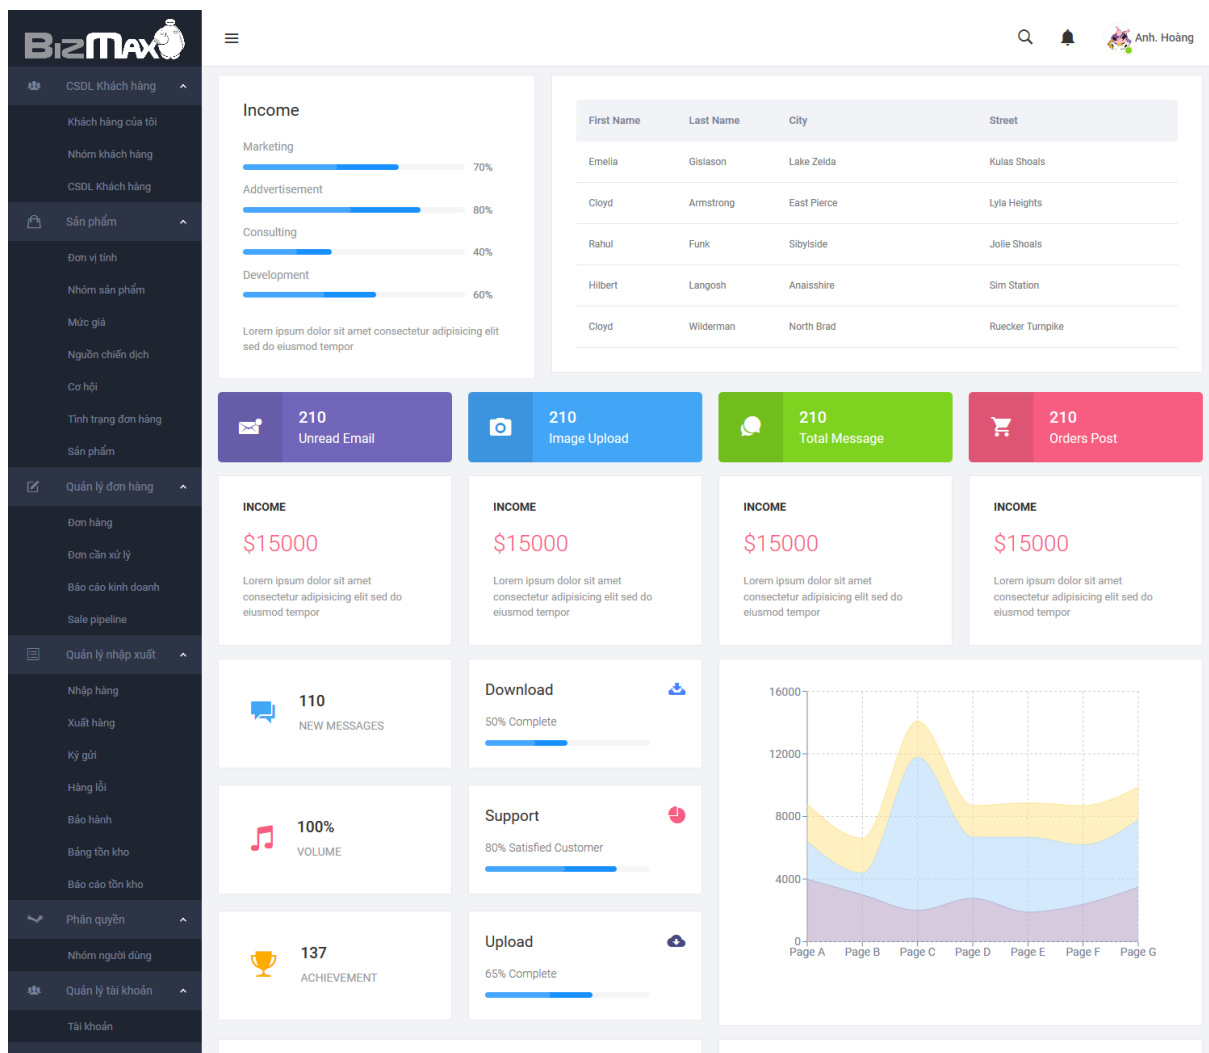 BizMax
Anh. Hoàng
CSDL Khách hàng
Khách hàng của tôi
Nhóm khách hàng
CSDL Khách hàng
Sản phẩm
Đơn vị tính
Nhóm sản phẩm
Mức giá
Nguồn chiến dịch
Cơ hội
Tình trạng đơn hàng
Sản phẩm
Quản lý đơn hàng
Đơn hàng
Đơn cần xử lý
Báo cáo kinh doanh
Sale pipeline
Quản lý nhập xuất
Nhập hàng
Xuất hàng
Ký gửi
Hàng lỗi
Bảo hành
Bảng tồn kho
Báo cáo tồn kho
Phân quyền
Nhóm người dùng
Quản lý tài khoản
Tài khoản
Income
Marketing
70%
Addvertisement
80%
Consulting
40%
Development
60%
Lorem ipsum dolor sit amet consectetur adipisicing elit
sed do eiusmod tempor
First Name Last Name City Street
Emelia Gislason Lake Zelda Kulas Shoals
Cloyd Armstrong East Pierce Lyla Heights
Rahul Funk Sibylside Jolie Shoals
Hilbert Langosh Anaisshire Sim Station
Cloyd Wilderman North Brad Ruecker Turnpike
210
Unread Email
210
Image Upload
210
Total Message
210
Orders Post
INCOME
$15000
Lorem ipsum dolor sit amet
consectetur adipisicing elit sed do
eiusmod tempor
INCOME
$15000
Lorem ipsum dolor sit amet
consectetur adipisicing elit sed do
eiusmod tempor
INCOME
$15000
Lorem ipsum dolor sit amet
consectetur adipisicing elit sed do
eiusmod tempor
INCOME
$15000
Lorem ipsum dolor sit amet
consectetur adipisicing elit sed do
eiusmod tempor
110
NEW MESSAGES
100%
VOLUME
137
ACHIEVEMENT
Download
50% Complete
Support
80% Satisfied Customer
Upload
65% Complete
16000
12000
8000
4000
0
Page A Page B Page C Page D Page E Page F Page G